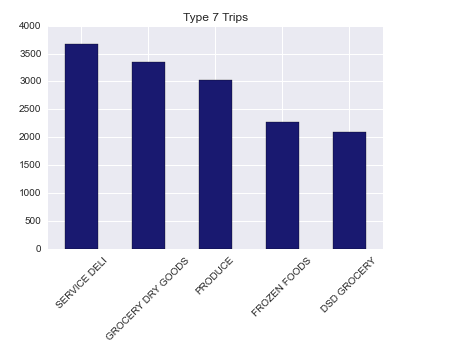 Type 7 Trips
4000
3500
3000
2500
2000
1500
1000
500
0
SERVICE DELI
GROCERY DRY GOODS
PRODUCE
FROZEN FOODS
DSD GROCERY